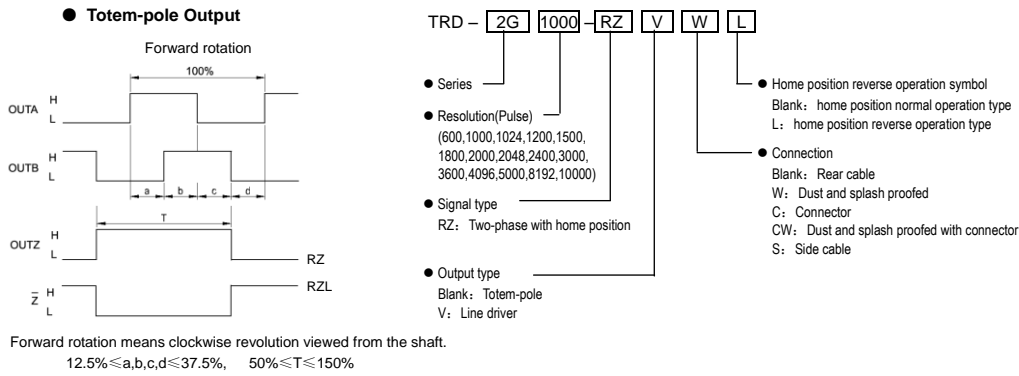 ● Totem-pole Output
Forward rotation
100%
OUTA H
L
OUTB H
L
a b c d
T
OUTZ H
L
RZ
Z̅ H
L
RZL
Forward rotation means clockwise revolution viewed from the shaft.
12.5%≦a,b,c,d≦37.5%, 50%≦T≦150%
TRD – 2G 1000 – RZ V W L
● Series
● Resolution(Pulse)
(600,1000,1024,1200,1500,
1800,2000,2048,2400,3000,
3600,4096,5000,8192,10000)
● Signal type
RZ：Two-phase with home position
● Output type
Blank：Totem-pole
V：Line driver
● Home position reverse operation symbol
Blank：home position normal operation type
L：home position reverse operation type
● Connection
Blank：Rear cable
W：Dust and splash proofed
C：Connector
CW：Dust and splash proofed with connector
S：Side cable